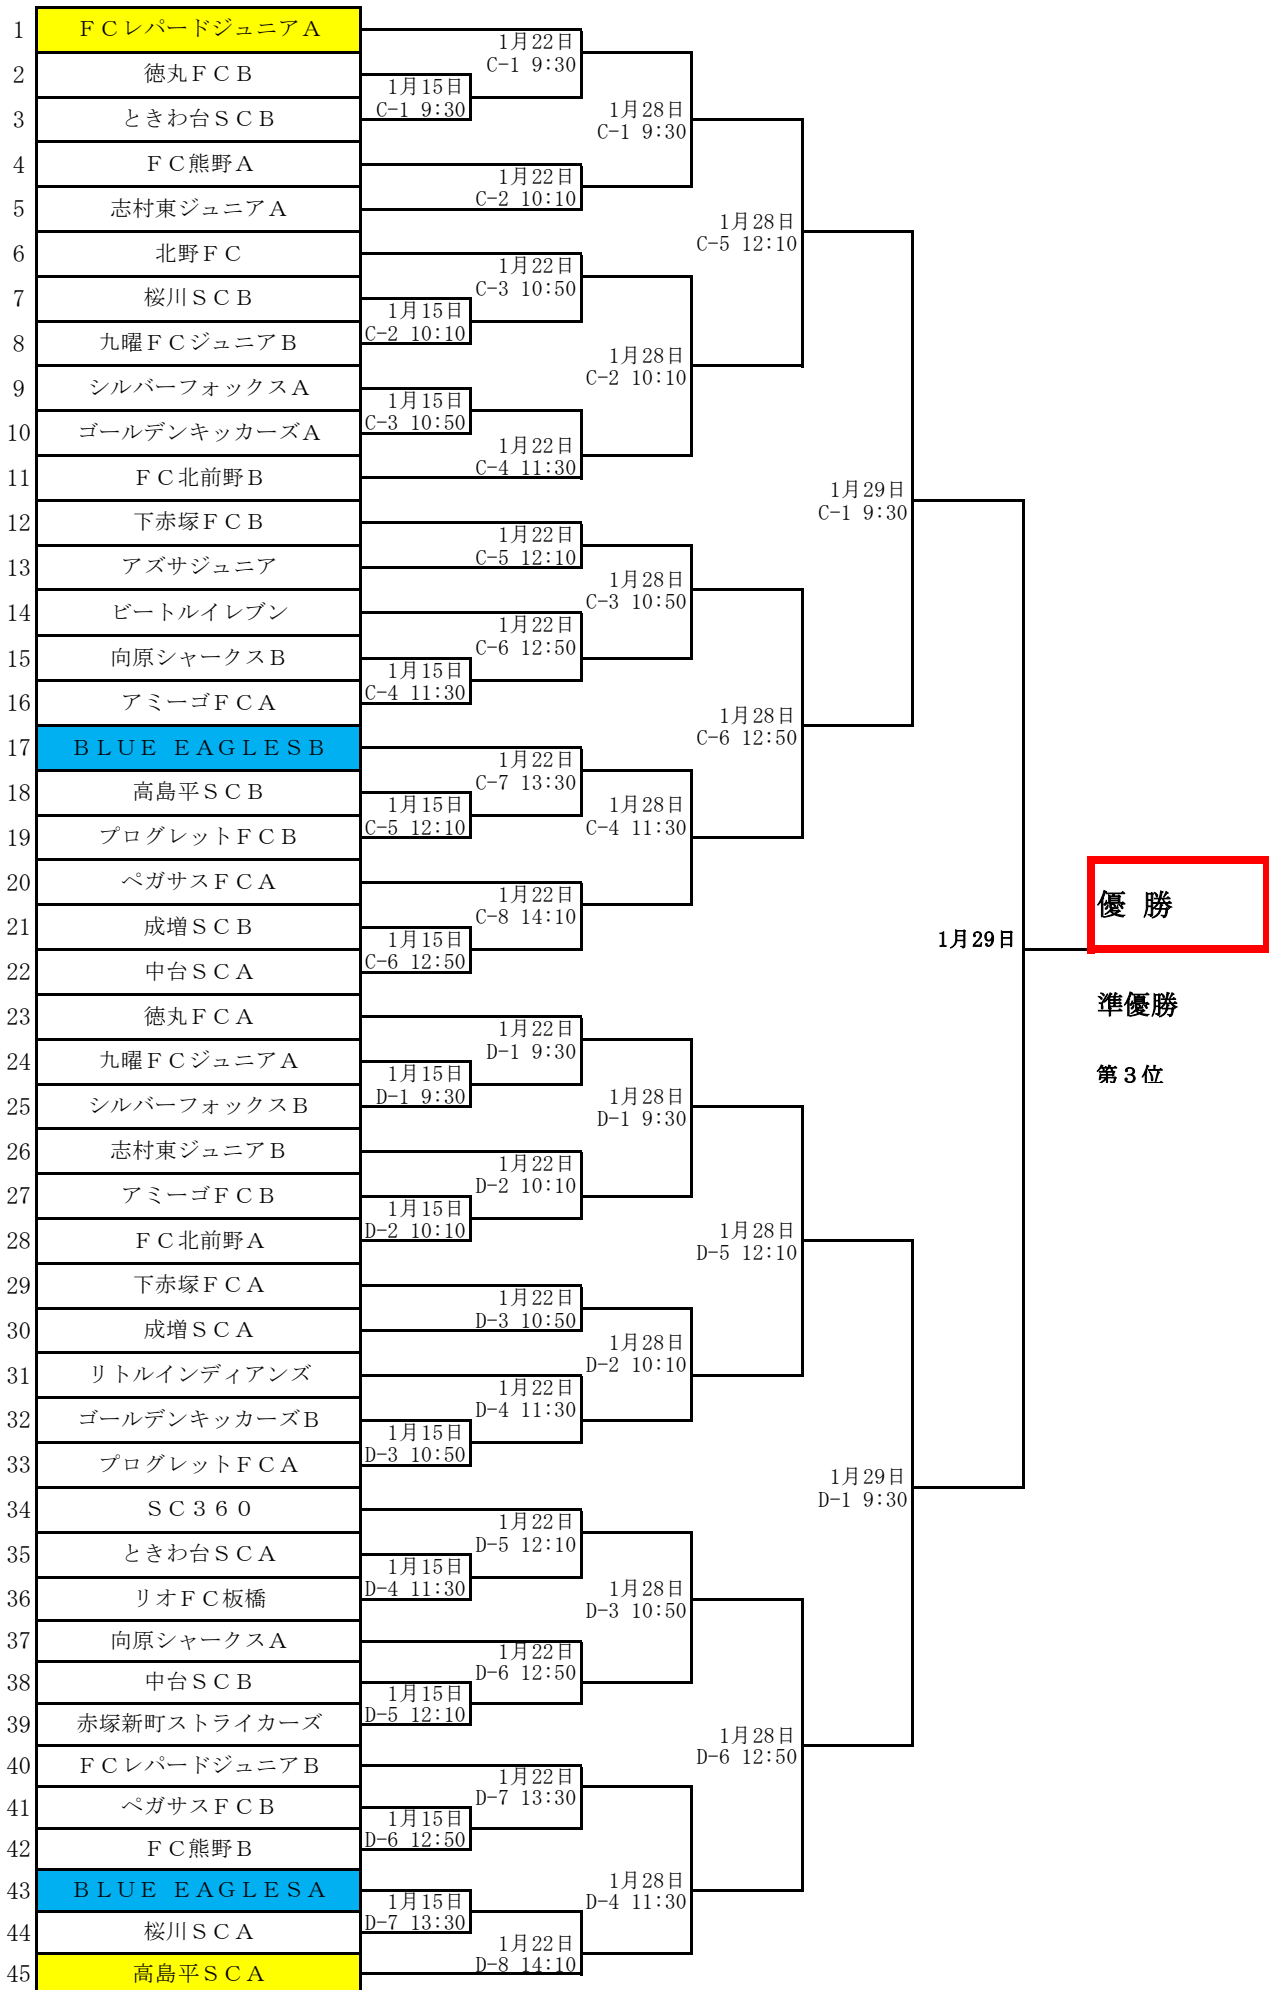 1 ＦＣレパードジュニアＡ
1月22日
C-1 9:30
2 徳丸ＦＣＢ
1月15日
C-1 9:30
3 ときわ台ＳＣＢ
1月28日
C-1 9:30
4 ＦＣ熊野Ａ
1月22日
C-2 10:10
5 志村東ジュニアＡ
1月28日
C-5 12:10
6 北野ＦＣ
1月22日
C-3 10:50
7 桜川ＳＣＢ
1月15日
C-2 10:10
8 九曜ＦＣジュニアＢ
1月28日
C-2 10:10
9 シルバーフォックスＡ
1月15日
C-3 10:50
10 ゴールデンキッカーズＡ
1月22日
C-4 11:30
11 ＦＣ北前野Ｂ
1月29日
C-1 9:30
12 下赤塚ＦＣＢ
1月22日
C-5 12:10
13 アズサジュニア
1月28日
C-3 10:50
14 ビートルイレブン
1月22日
C-6 12:50
15 向原シャークスＢ
1月15日
C-4 11:30
16 アミーゴＦＣＡ
1月28日
C-6 12:50
17 ＢＬＵＥ ＥＡＧＬＥＳＢ
1月22日
C-7 13:30
18 高島平ＳＣＢ
1月15日
C-5 12:10
19 プログレットＦＣＢ
1月28日
C-4 11:30
20 ペガサスＦＣＡ
1月22日
C-8 14:10
優 勝
21 成増ＳＣＢ
1月15日
C-6 12:50
1月29日
22 中台ＳＣＡ
準優勝
23 徳丸ＦＣＡ
1月22日
D-1 9:30
24 九曜ＦＣジュニアＡ
1月15日
D-1 9:30
第３位
25 シルバーフォックスＢ
1月28日
D-1 9:30
26 志村東ジュニアＢ
1月22日
D-2 10:10
27 アミーゴＦＣＢ
1月15日
D-2 10:10
28 ＦＣ北前野Ａ
1月28日
D-5 12:10
29 下赤塚ＦＣＡ
1月22日
D-3 10:50
30 成増ＳＣＡ
1月28日
D-2 10:10
31 リトルインディアンズ
1月22日
D-4 11:30
32 ゴールデンキッカーズＢ
1月15日
D-3 10:50
33 プログレットＦＣＡ
1月29日
D-1 9:30
34 ＳＣ３６０
1月22日
D-5 12:10
35 ときわ台ＳＣＡ
1月15日
D-4 11:30
36 リオＦＣ板橋
1月28日
D-3 10:50
37 向原シャークスＡ
1月22日
D-6 12:50
38 中台ＳＣＢ
1月15日
D-5 12:10
39 赤塚新町ストライカーズ
1月28日
D-6 12:50
40 ＦＣレパードジュニアＢ
1月22日
D-7 13:30
41 ペガサスＦＣＢ
1月15日
D-6 12:50
42 ＦＣ熊野Ｂ
1月28日
D-4 11:30
43 ＢＬＵＥ ＥＡＧＬＥＳＡ
1月15日
D-7 13:30
44 桜川ＳＣＡ
1月22日
D-8 14:10
45 高島平ＳＣＡ